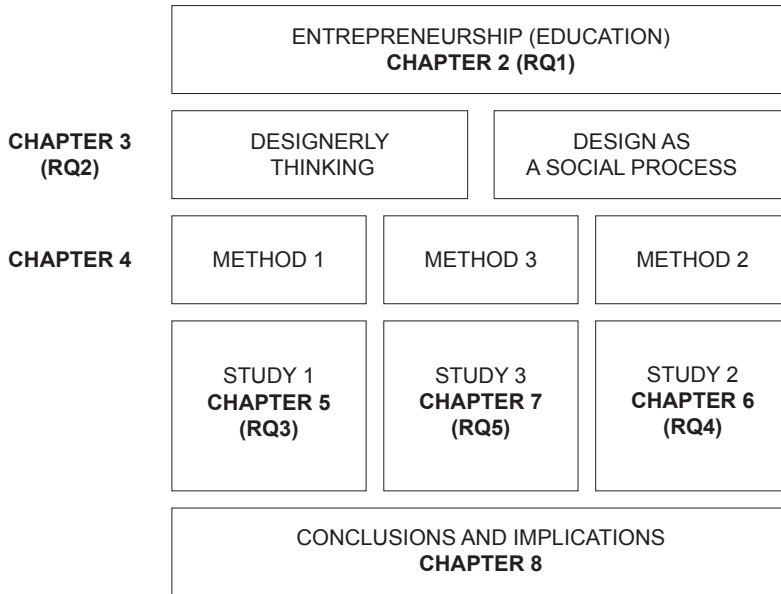 ENTREPRENEURSHIP (EDUCATION)
CHAPTER 2 (RQ1)
CHAPTER 3
(RQ2)
DESIGNERLY
THINKING
DESIGN AS
A SOCIAL PROCESS
CHAPTER 4
METHOD 1
METHOD 3
METHOD 2
STUDY 1
CHAPTER 5
(RQ3)
STUDY 3
CHAPTER 7
(RQ5)
STUDY 2
CHAPTER 6
(RQ4)
CONCLUSIONS AND IMPLICATIONS
CHAPTER 8